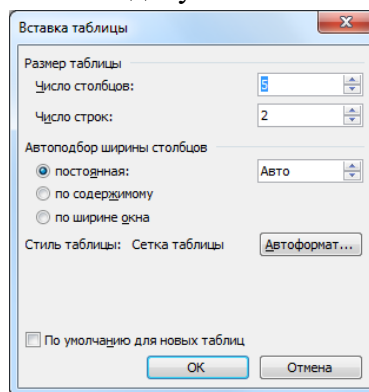 Вставка таблицы
Размер таблицы
Число столбцов: 5
Число строк: 2
Автоподбор ширины столбцов
постоянная: Авто
по содержимому
по ширине окна
Стиль таблицы: Сетка таблицы Автоформат...
По умолчанию для новых таблиц
ОК Отмена